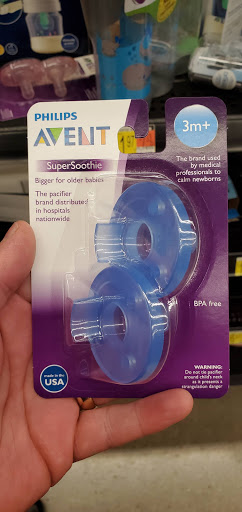 PHILIPS
AVENT
SuperSoothie
Bigger for older babies
The pacifier
brand distributed
in hospitals
nationwide
3m+
The brand used
by medical
professionals to
calm newborns
BPA free
made in the
USA
WARNING:
Do not tie pacifier
around child's neck
as it presents a
strangulation danger